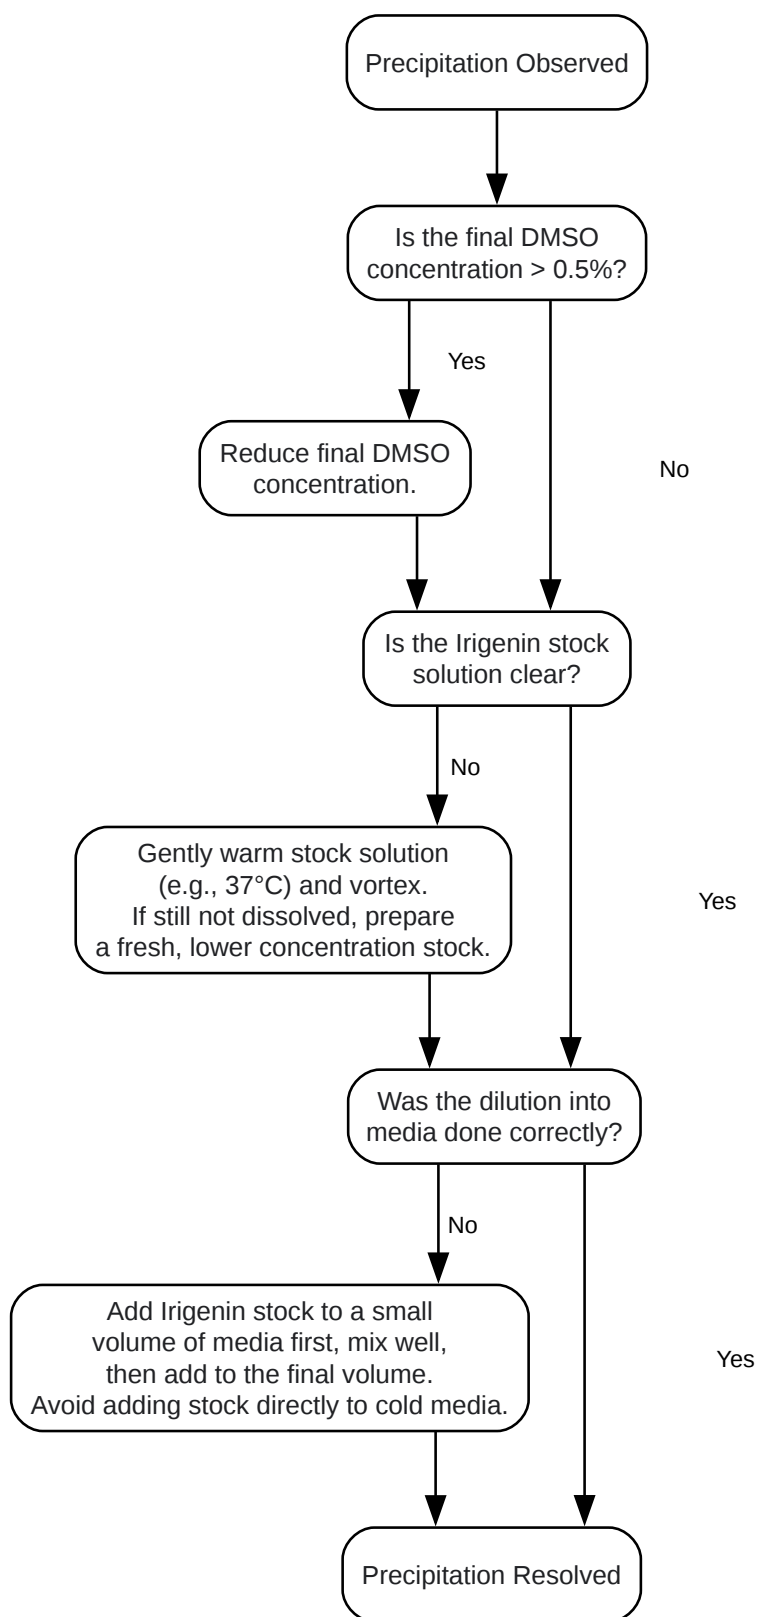 Precipitation Observed
Is the final DMSO
concentration > 0.5%?
Yes
Reduce final DMSO
concentration.
No
Is the Irigenin stock
solution clear?
No
Gently warm stock solution
(e.g., 37°C) and vortex.
If still not dissolved, prepare
a fresh, lower concentration stock.
Yes
Was the dilution into
media done correctly?
No
Add Irigenin stock to a small
volume of media first, mix well,
then add to the final volume.
Avoid adding stock directly to cold media.
Yes
Precipitation Resolved